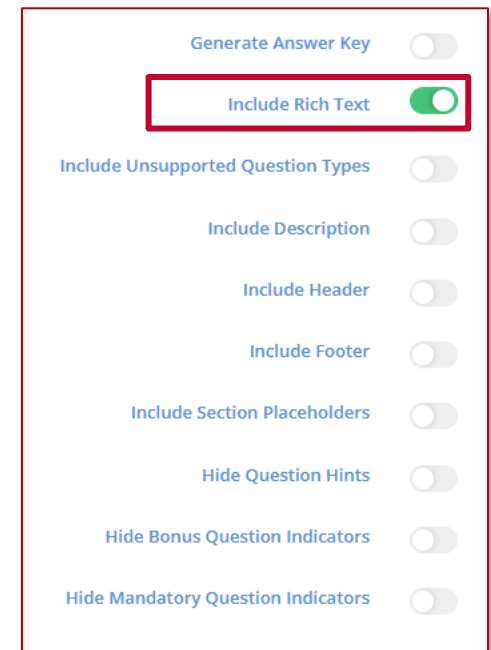 Generate Answer Key
Include Rich Text
Include Unsupported Question Types
Include Description
Include Header
Include Footer
Include Section Placeholders
Hide Question Hints
Hide Bonus Question Indicators
Hide Mandatory Question Indicators